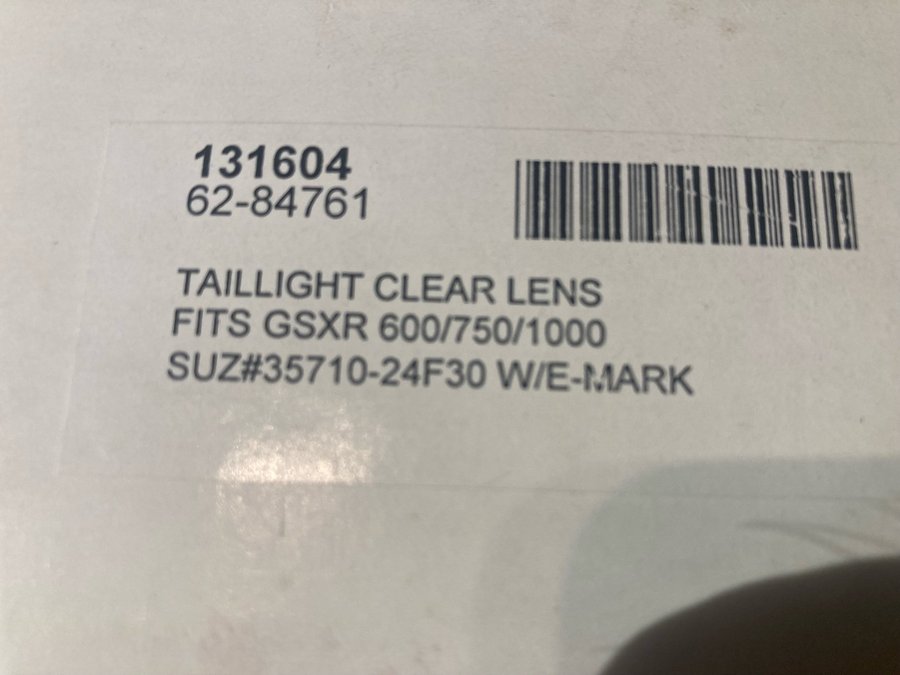 131604
62-84761
TAILLIGHT CLEAR LENS
FITS GSXR 600/750/1000
SUZ#35710-24F30 W/E-MARK